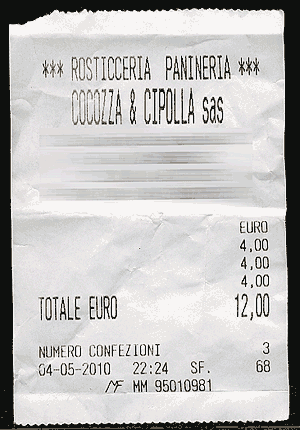 *** ROSTICCERIA PANINERIA ***
COCOZZA & CIPOLLA sas
EURO
4,00
4,00
4,00
TOTALE EURO 12,00
NUMERO CONFEZIONI 3
04-05-2010 22:24 SF. 68
MF MM 95010981